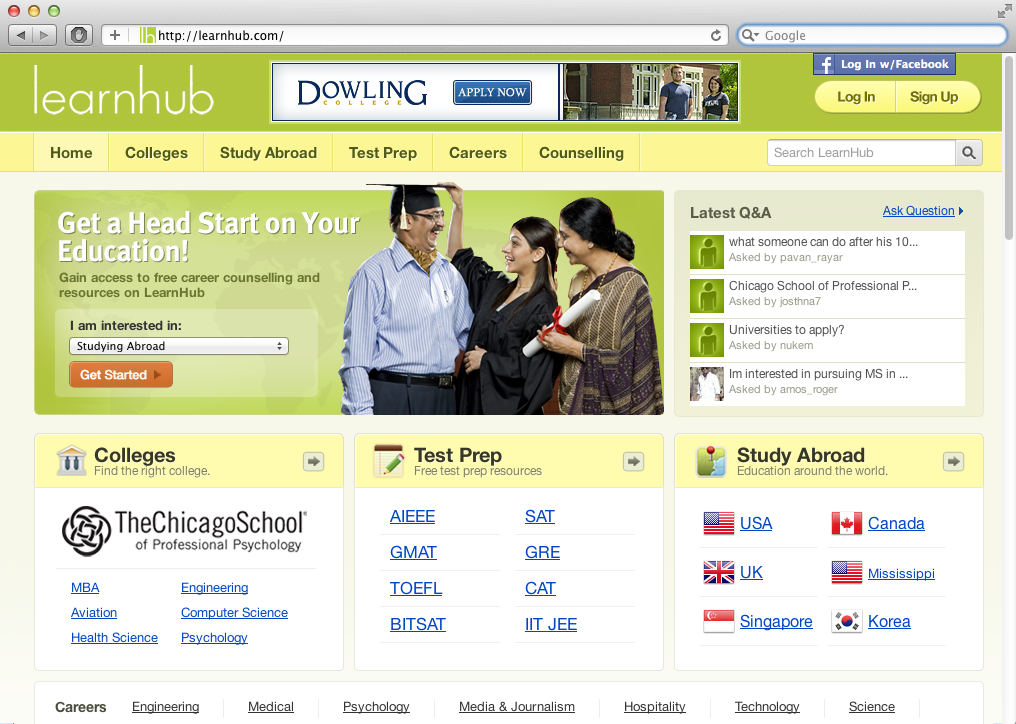 http://learnhub.com/
Google
learnhub
DOWLING
COLLEGE
APPLY NOW
f Log In w/Facebook
Log In
Sign Up
Home
Colleges
Study Abroad
Test Prep
Careers
Counselling
Search LearnHub
Get a Head Start on Your
Education!
Gain access to free career counselling and
resources on LearnHub
I am interested in:
Studying Abroad
Get Started
Latest Q&A
Ask Question
what someone can do after his 10...
Asked by pavan_rayar
Chicago School of Professional P...
Asked by josthna7
Universities to apply?
Asked by nukem
Im interested in pursuing MS in ...
Asked by amos_roger
Colleges
Find the right college.
TheChicagoSchool®
of Professional Psychology
MBA
Engineering
Aviation
Computer Science
Health Science
Psychology
Test Prep
Free test prep resources
AIEEE
SAT
GMAT
GRE
TOEFL
CAT
BITSAT
IIT JEE
Study Abroad
Education around the world.
USA
Canada
UK
Mississippi
Singapore
Korea
Careers
Engineering
Medical
Psychology
Media & Journalism
Hospitality
Technology
Science